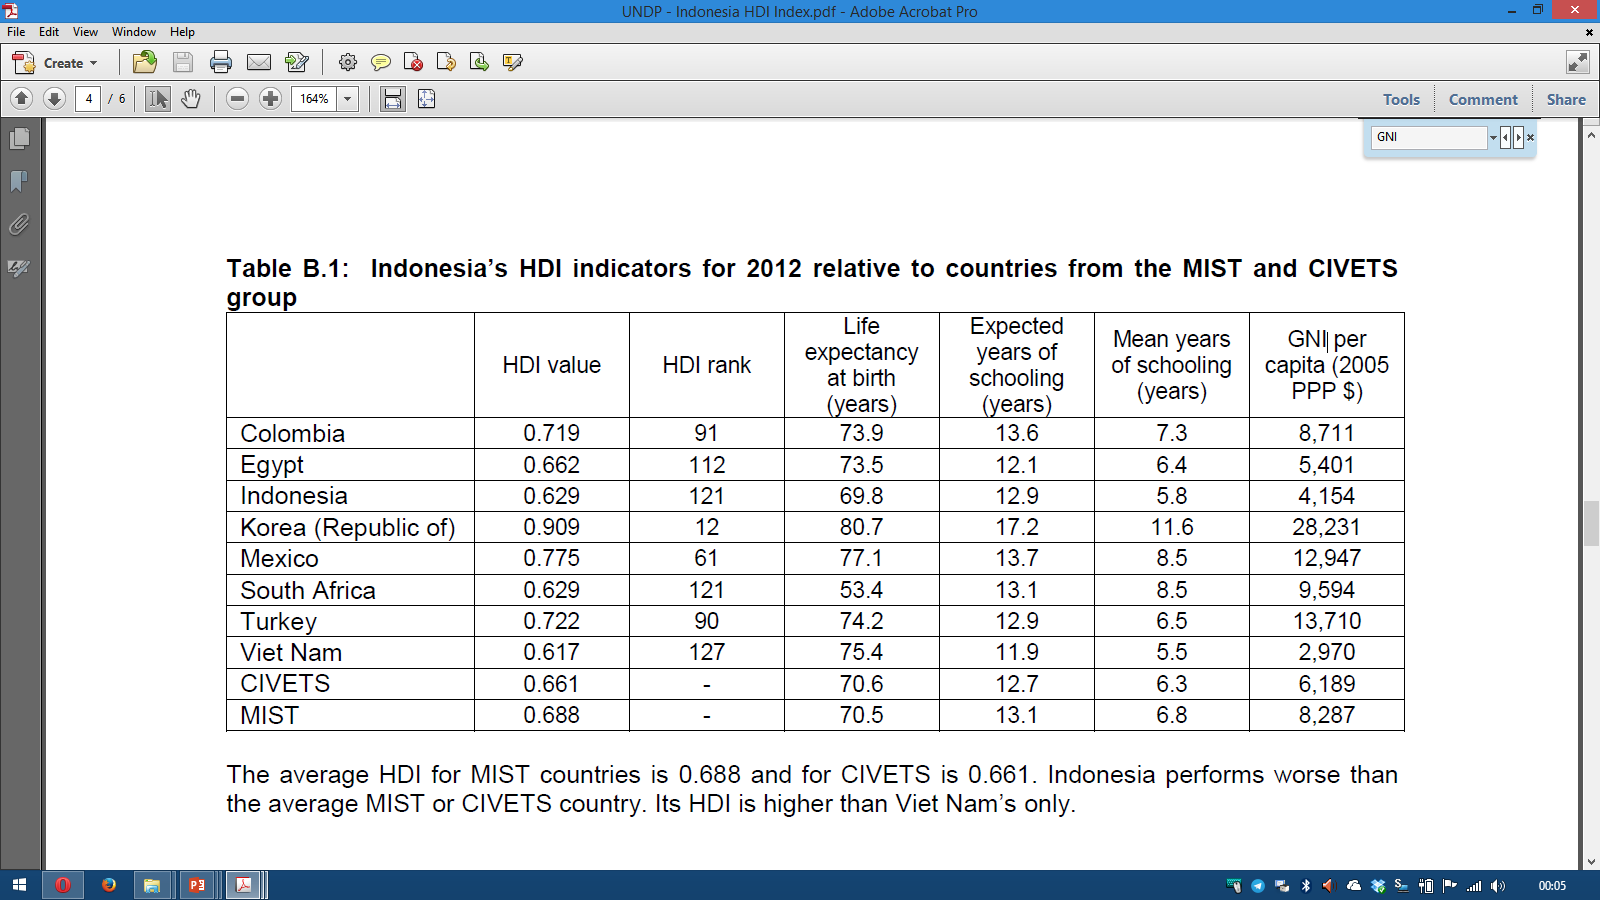 UNDP - Indonesia HDI Index.pdf - Adobe Acrobat Pro
File Edit View Window Help
Create
4 / 6 164% Tools Comment Share
GNI
Table B.1: Indonesia’s HDI indicators for 2012 relative to countries from the MIST and CIVETS
group
HDI value HDI rank Life expectancy at birth (years) Expected years of schooling (years) Mean years of schooling (years) GNI per capita (2005 PPP $)
Colombia 0.719 91 73.9 13.6 7.3 8,711
Egypt 0.662 112 73.5 12.1 6.4 5,401
Indonesia 0.629 121 69.8 12.9 5.8 4,154
Korea (Republic of) 0.909 12 80.7 17.2 11.6 28,231
Mexico 0.775 61 77.1 13.7 8.5 12,947
South Africa 0.629 121 53.4 13.1 8.5 9,594
Turkey 0.722 90 74.2 12.9 6.5 13,710
Viet Nam 0.617 127 75.4 11.9 5.5 2,970
CIVETS 0.661 - 70.6 12.7 6.3 6,189
MIST 0.688 - 70.5 13.1 6.8 8,287
The average HDI for MIST countries is 0.688 and for CIVETS is 0.661. Indonesia performs worse than
the average MIST or CIVETS country. Its HDI is higher than Viet Nam’s only.
00:05